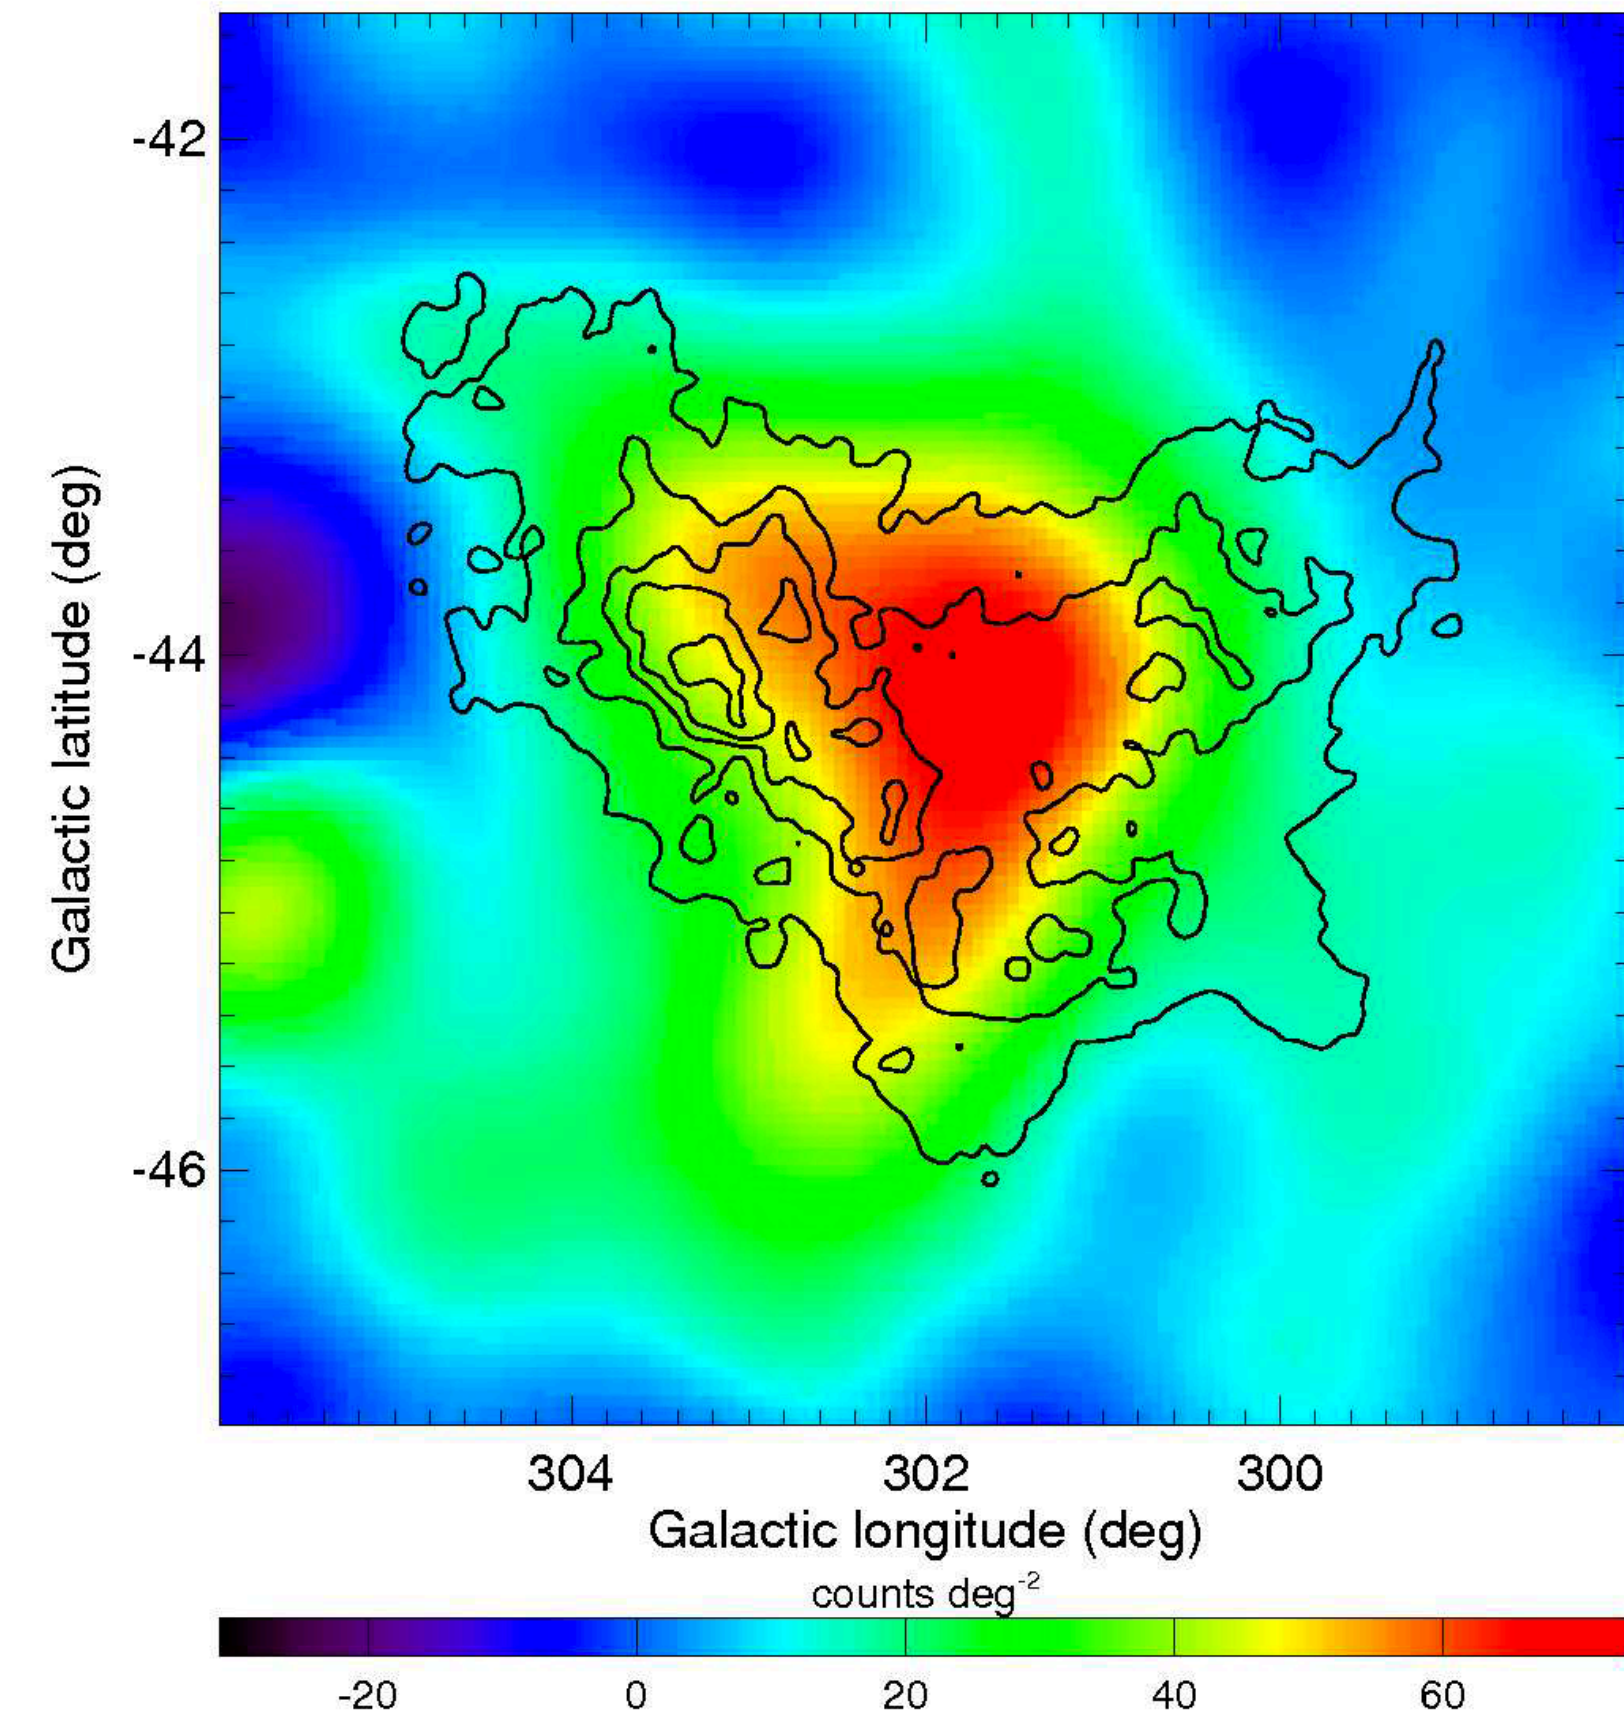 -42
-44
-46
Galactic latitude (deg)
304 302 300
Galactic longitude (deg)
counts deg⁻²
-20 0 20 40 60